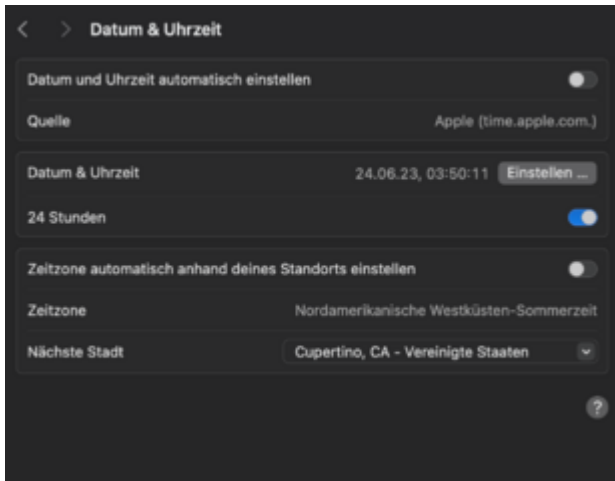 Datum & Uhrzeit
Datum und Uhrzeit automatisch einstellen
Quelle Apple (time.apple.com.)
Datum & Uhrzeit 24.06.23, 03:50:11 Einstellen ...
24 Stunden
Zeitzone automatisch anhand deines Standorts einstellen
Zeitzone Nordamerikanische Westküsten-Sommerzeit
Nächste Stadt Cupertino, CA - Vereinigte Staaten
?